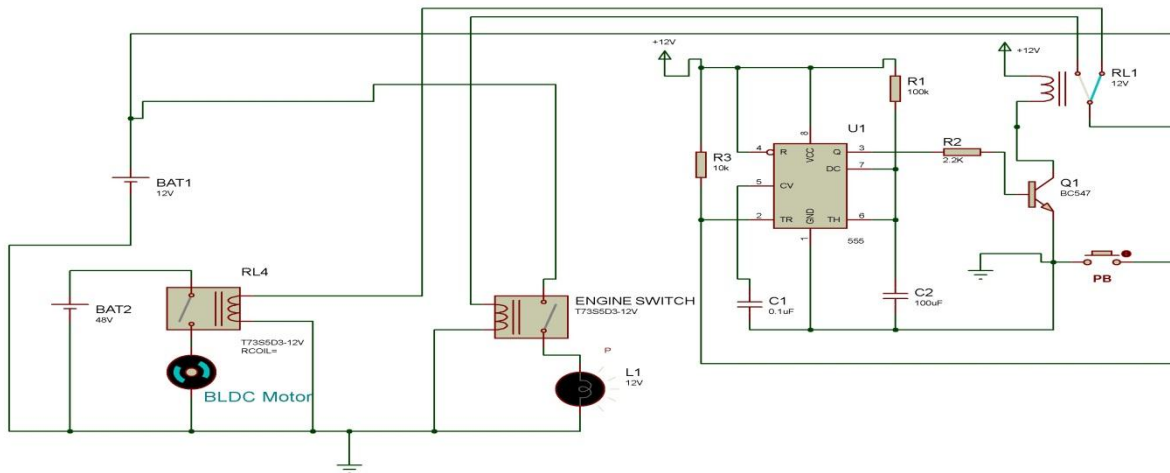 +12V
+12V
RL1
12V
R1
100k
U1
R3
10k
4
R
VCC
8
Q
3
DC
7
5
CV
2
TR
GND
1
TH
6
555
R2
2.2K
Q1
BC547
PB
C1
0.1uF
C2
100uF
BAT1
12V
BAT2
48V
RL4
T73S5D3-12V
RCOIL=
BLDC Motor
ENGINE SWITCH
T73S5D3-12V
P
L1
12V